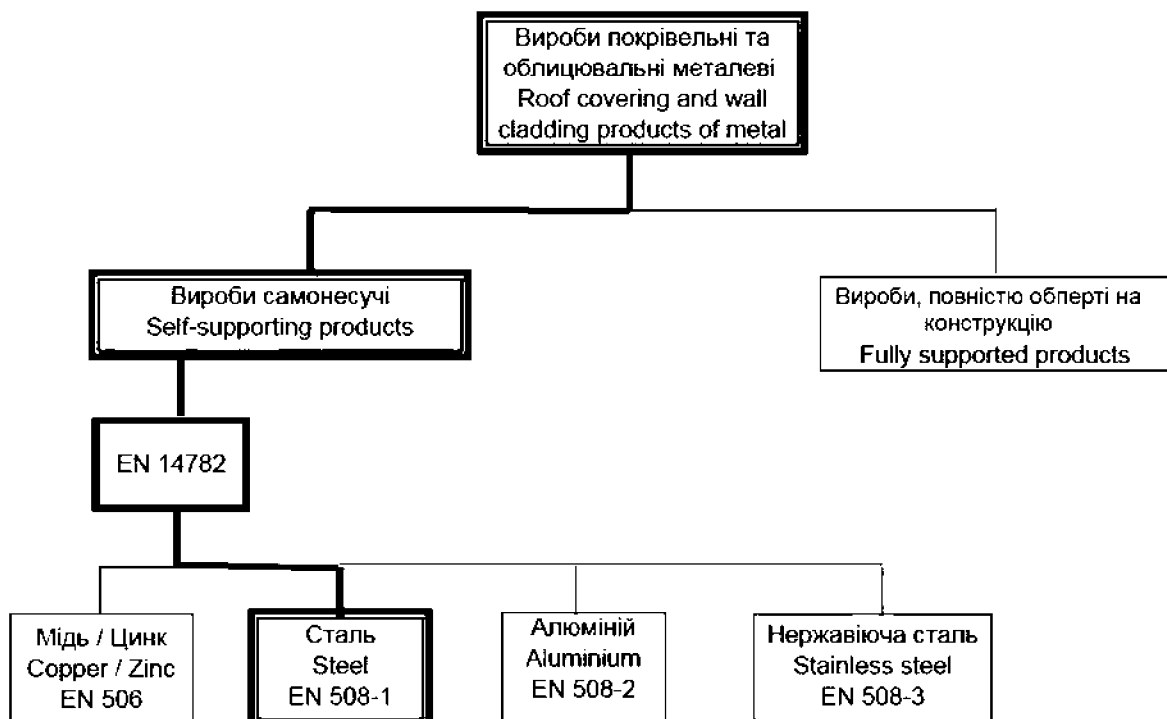 Вироби покрівельні та
облицювальні металеві
Roof covering and wall
cladding products of metal
Вироби самонесучі
Self-supporting products
Вироби, повністю обперті на
конструкцію
Fully supported products
EN 14782
Мідь / Цинк
Copper / Zinc
EN 506
Сталь
Steel
EN 508-1
Алюміній
Aluminium
EN 508-2
Нержавіюча сталь
Stainless steel
EN 508-3